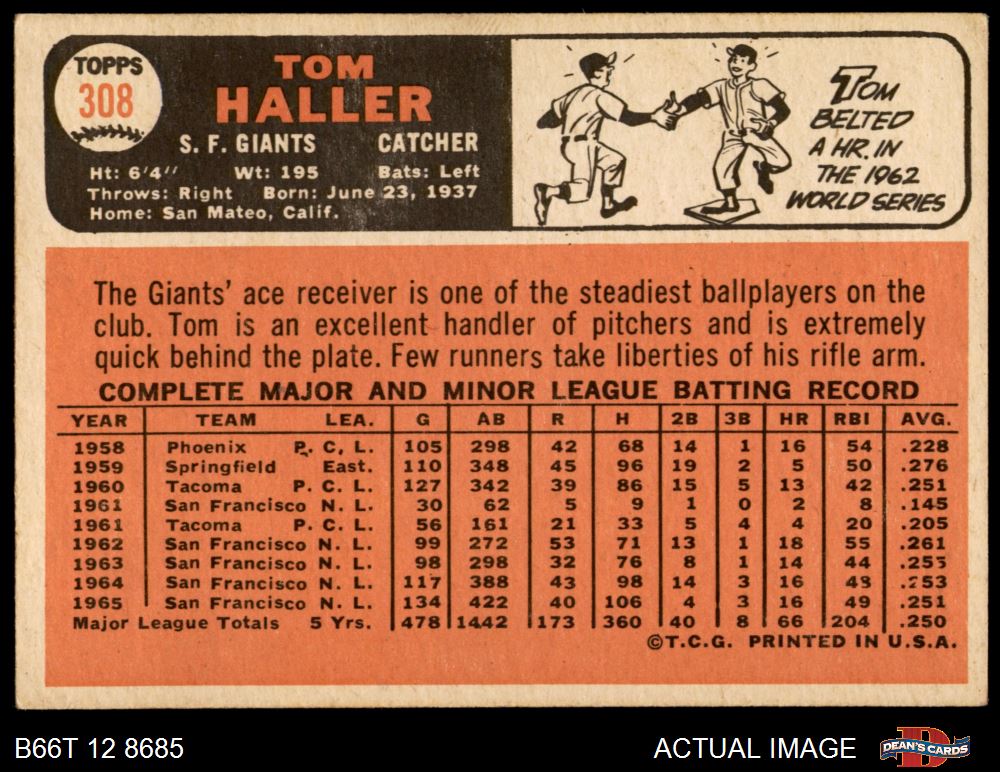 TOPPS
308
TOM
HALLER
S. F. GIANTS CATCHER
Ht: 6'4" Wt: 195 Bats: Left
Throws: Right Born: June 23, 1937
Home: San Mateo, Calif.
TOM
BELTED
A HR. IN
THE 1962
WORLD SERIES
The Giants' ace receiver is one of the steadiest ballplayers on the
club. Tom is an excellent handler of pitchers and is extremely
quick behind the plate. Few runners take liberties of his rifle arm.
COMPLETE MAJOR AND MINOR LEAGUE BATTING RECORD
YEAR TEAM LEA. G AB R H 2B 3B HR RBI AVG.
1958 Phoenix P. C. L. 105 298 42 68 14 1 16 54 .228
1959 Springfield East. 110 348 45 96 19 2 5 50 .276
1960 Tacoma P. C. L. 127 342 39 86 15 5 13 42 .251
1961 San Francisco N. L. 30 62 5 9 1 0 2 8 .145
1961 Tacoma P. C. L. 56 161 21 33 5 4 4 20 .205
1962 San Francisco N. L. 99 272 53 71 13 1 18 55 .261
1963 San Francisco N. L. 98 298 32 76 8 1 14 44 .255
1964 San Francisco N. L. 117 388 43 98 14 3 16 48 .253
1965 San Francisco N. L. 134 422 40 106 4 3 16 49 .251
Major League Totals 5 Yrs. 478 1442 173 360 40 8 66 204 .250
©T.C.G. PRINTED IN U.S.A.
B66T 12 8685 ACTUAL IMAGE
DEAN'S CARDS